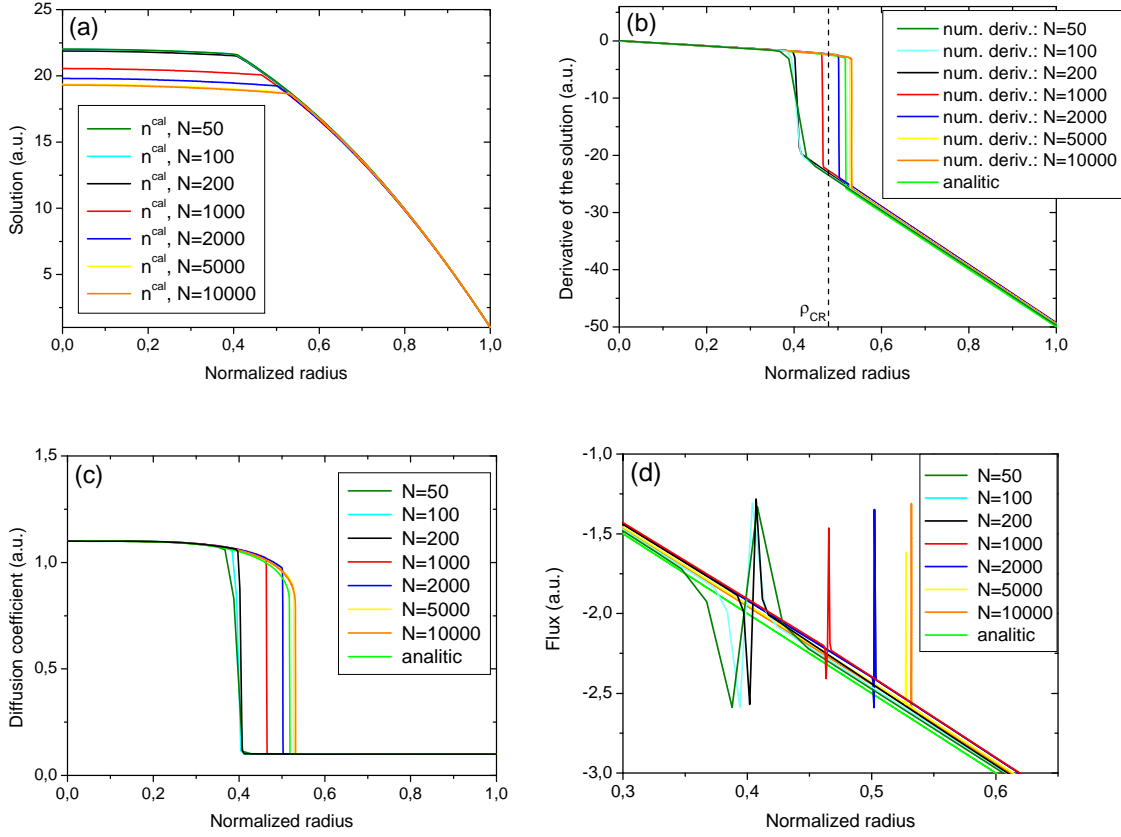 (a)
Solution (a.u.)
25
20
15
10
5
0,0 0,2 0,4 0,6 0,8 1,0
Normalized radius
n^cal, N=50
n^cal, N=100
n^cal, N=200
n^cal, N=1000
n^cal, N=2000
n^cal, N=5000
n^cal, N=10000
(b)
Derivative of the solution (a.u.)
0
-10
-20
-30
-40
-50
0,0 0,2 0,4 0,6 0,8 1,0
Normalized radius
ρ_CR
num. deriv.: N=50
num. deriv.: N=100
num. deriv.: N=200
num. deriv.: N=1000
num. deriv.: N=2000
num. deriv.: N=5000
num. deriv.: N=10000
analitic
(c)
Diffusion coefficient (a.u.)
1,5
1,0
0,5
0,0
0,0 0,2 0,4 0,6 0,8 1,0
Normalized radius
N=50
N=100
N=200
N=1000
N=2000
N=5000
N=10000
analitic
(d)
Flux (a.u.)
-1,0
-1,5
-2,0
-2,5
-3,0
0,3 0,4 0,5 0,6
Normalized radius
N=50
N=100
N=200
N=1000
N=2000
N=5000
N=10000
analitic